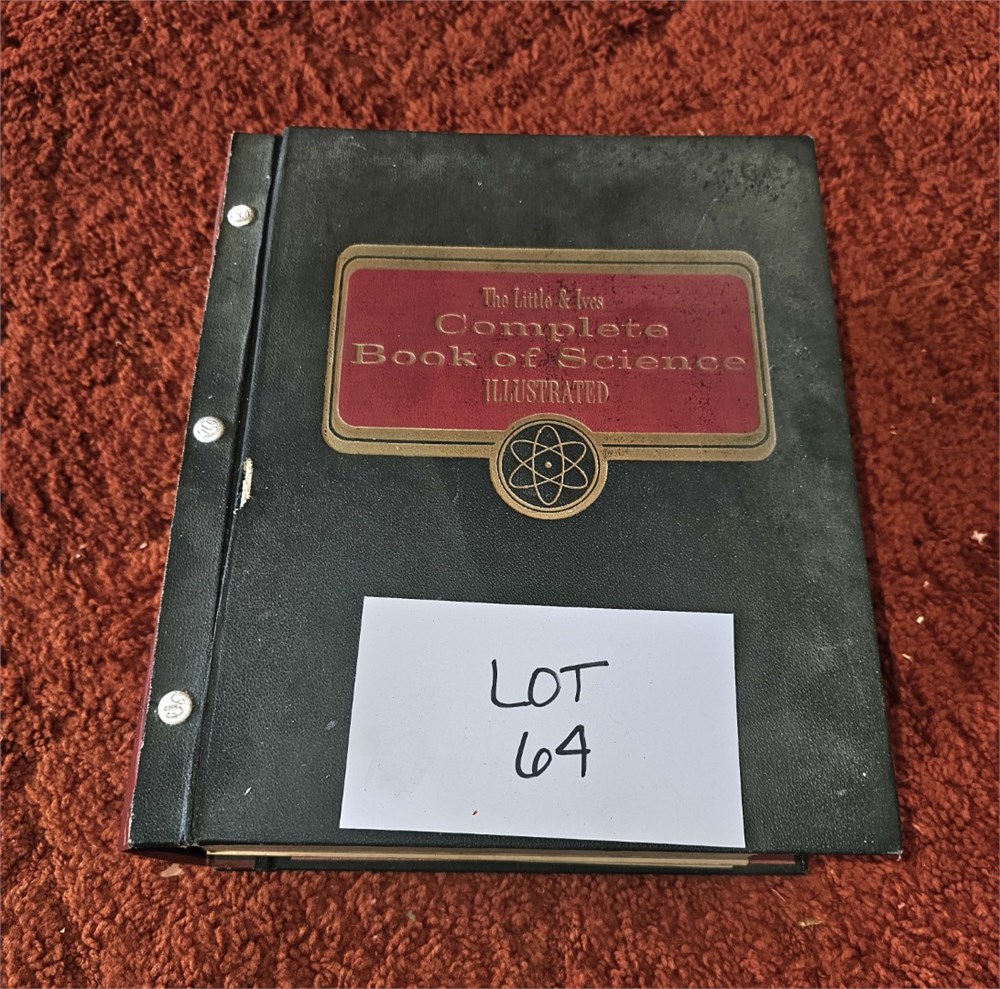 The Little & Ives
Complete
Book of Science
ILLUSTRATED
LOT
64